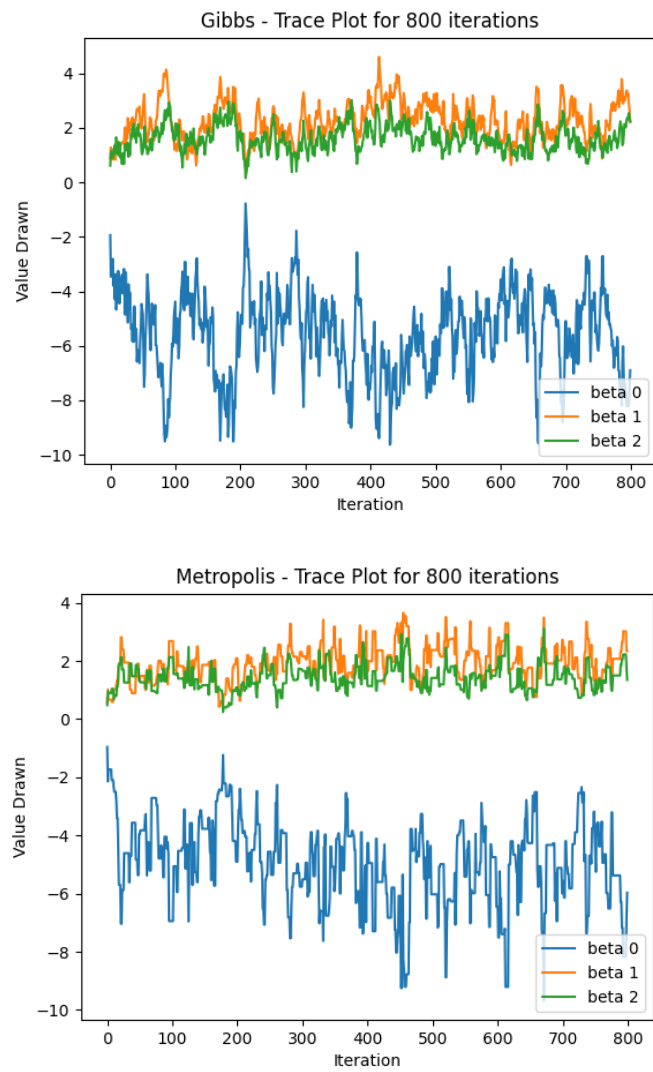 Gibbs - Trace Plot for 800 iterations
4
2
0
−2
−4
−6
−8
−10
Value Drawn
beta 0
beta 1
beta 2
0 100 200 300 400 500 600 700 800
Iteration
Metropolis - Trace Plot for 800 iterations
4
2
0
−2
−4
−6
−8
−10
Value Drawn
beta 0
beta 1
beta 2
0 100 200 300 400 500 600 700 800
Iteration